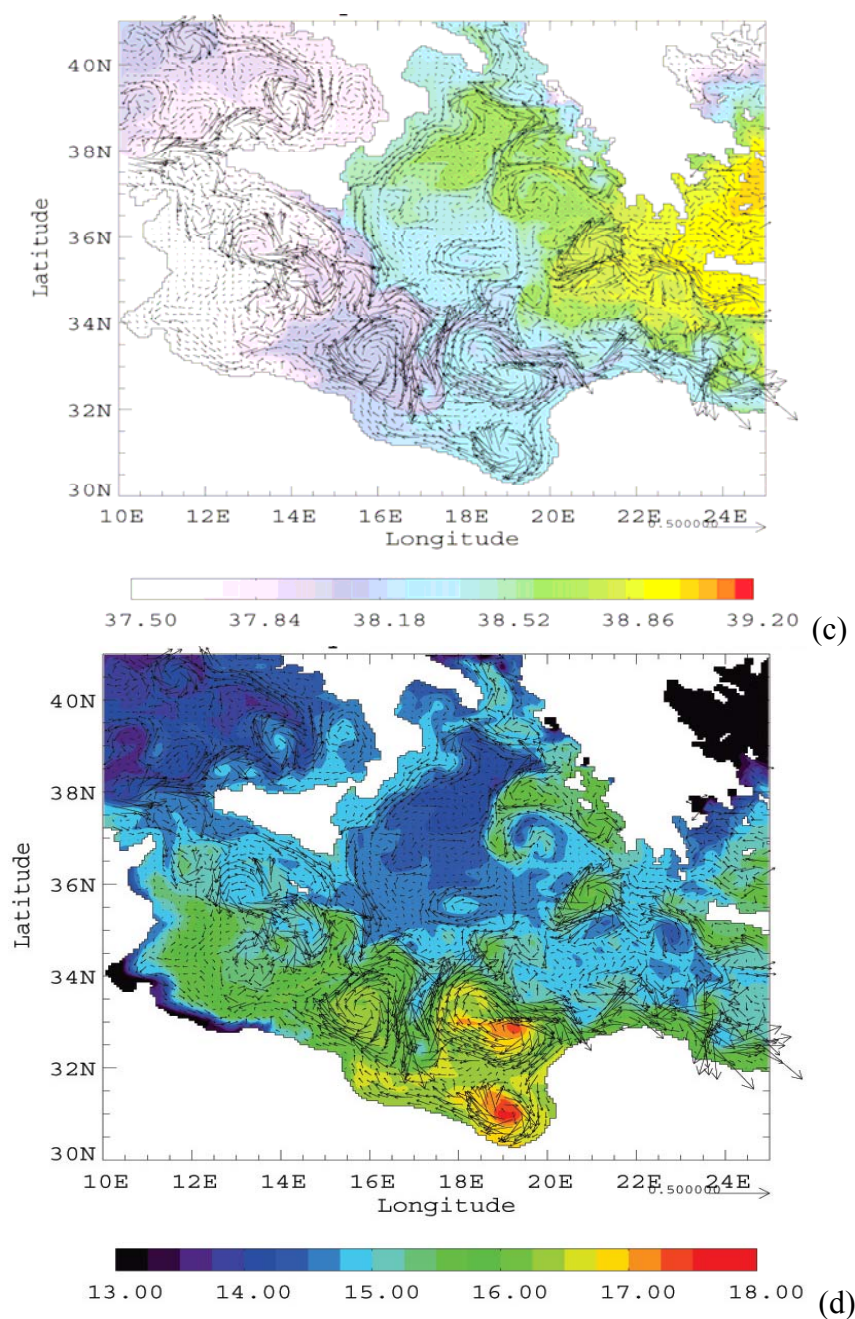 40N
38N
36N
34N
32N
30N
Latitude
10E 12E 14E 16E 18E 20E 22E 24E
0.500000
Longitude
37.50 37.84 38.18 38.52 38.86 39.20
(c)
40N
38N
36N
34N
32N
30N
Latitude
10E 12E 14E 16E 18E 20E 22E 24E
0.500000
Longitude
13.00 14.00 15.00 16.00 17.00 18.00
(d)